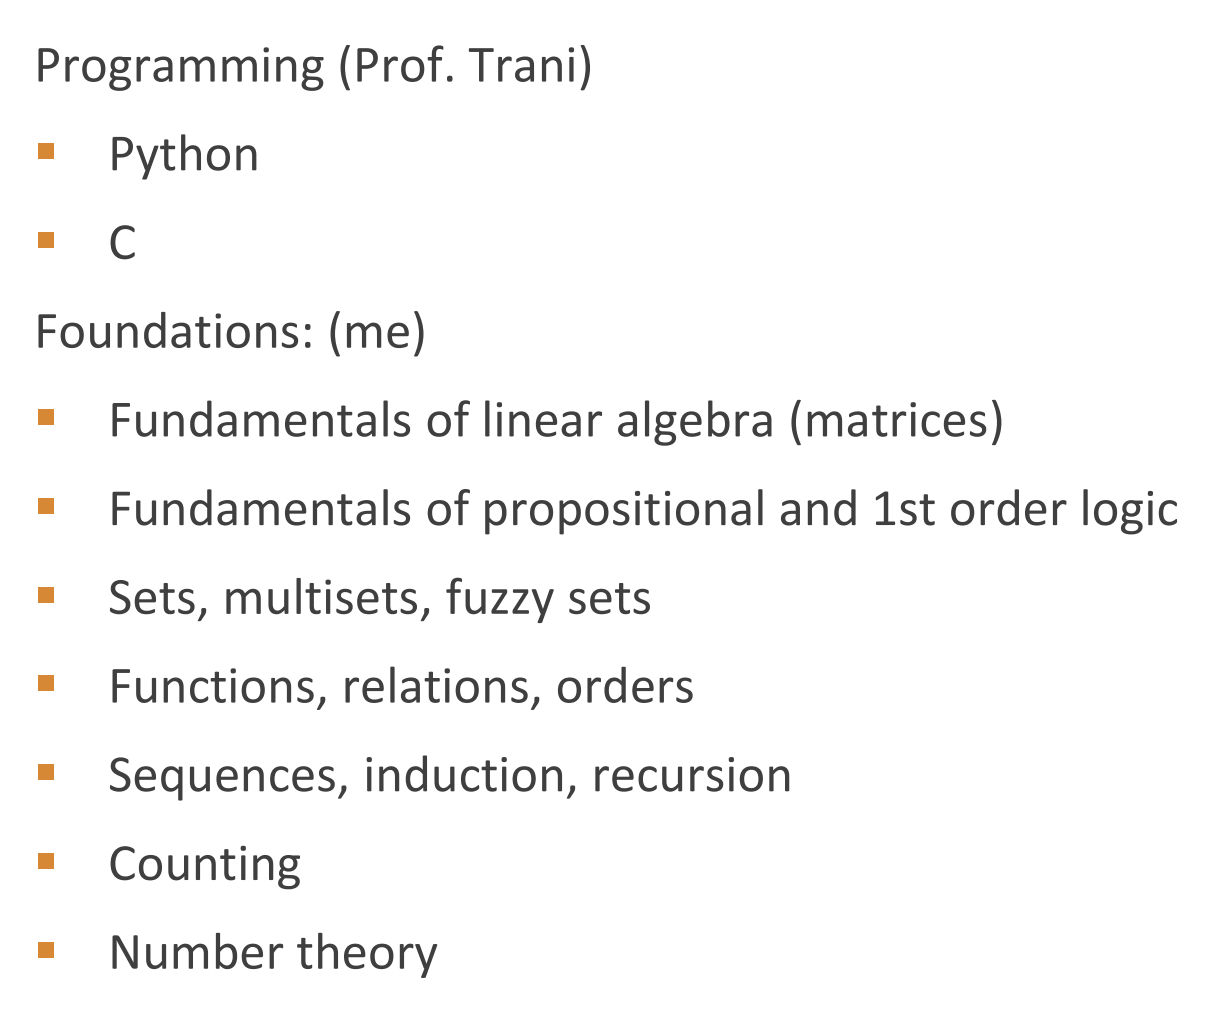 Programming (Prof. Trani)
Python
C
Foundations: (me)
Fundamentals of linear algebra (matrices)
Fundamentals of propositional and 1st order logic
Sets, multisets, fuzzy sets
Functions, relations, orders
Sequences, induction, recursion
Counting
Number theory